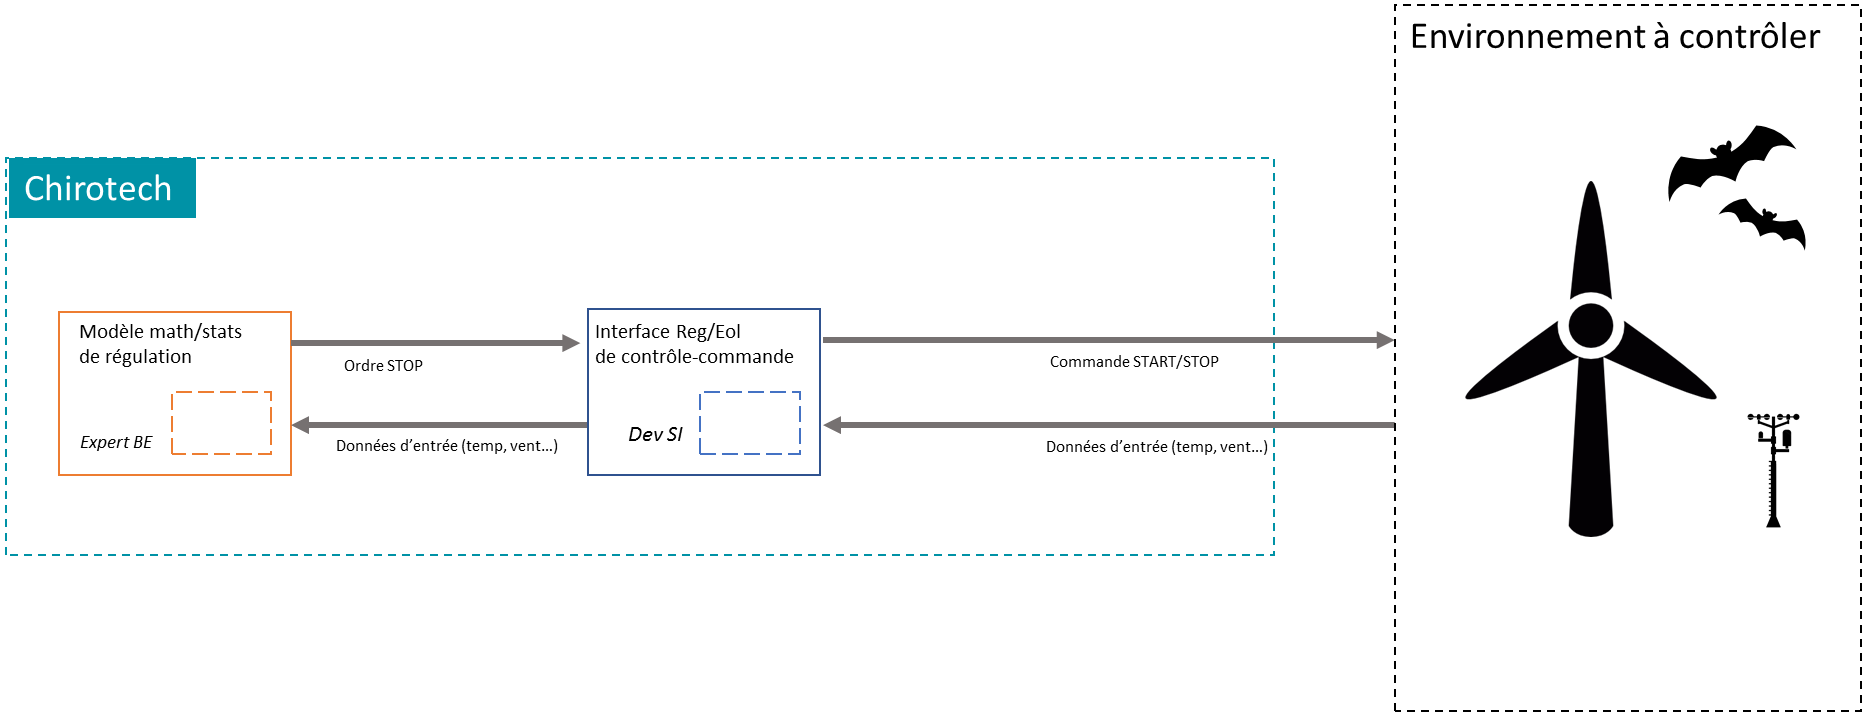 Environnement à contrôler
Chirotech
Modèle math/stats
de régulation
Expert BE
Ordre STOP
Données d’entrée (temp, vent...)
Interface Reg/Eol
de contrôle-commande
Dev SI
Commande START/STOP
Données d’entrée (temp, vent...)